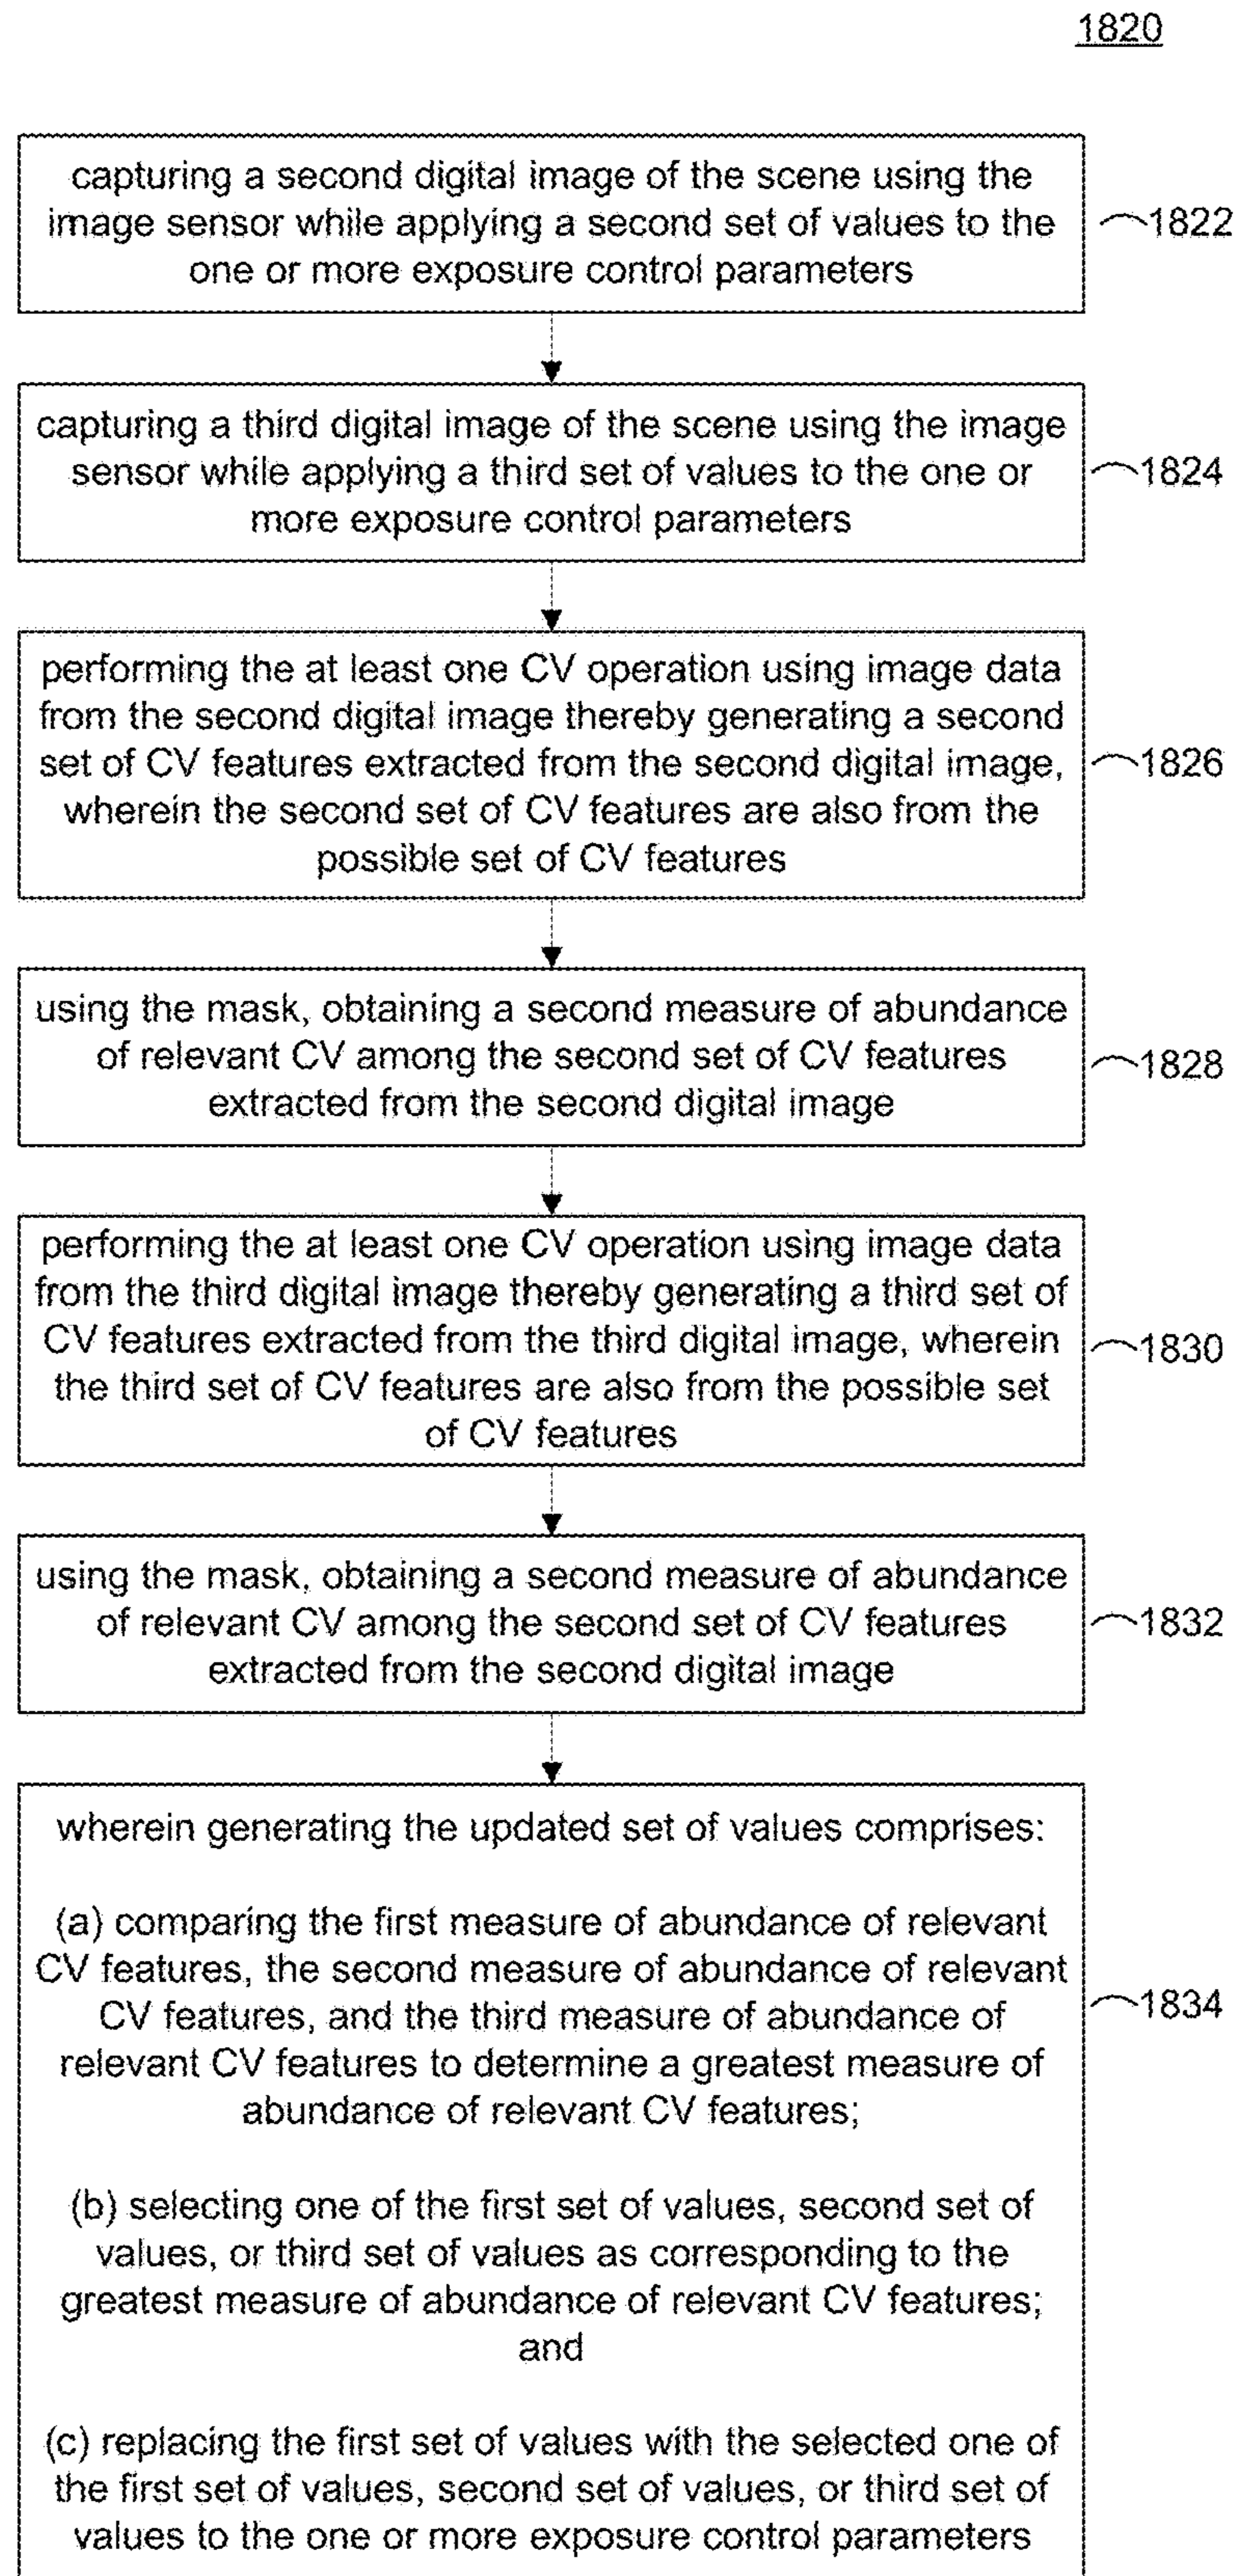 1820
capturing a second digital image of the scene using the
image sensor while applying a second set of values to the
one or more exposure control parameters
1822
capturing a third digital image of the scene using the image
sensor while applying a third set of values to the one or
more exposure control parameters
1824
performing the at least one CV operation using image data
from the second digital image thereby generating a second
set of CV features extracted from the second digital image,
wherein the second set of CV features are also from the
possible set of CV features
1826
using the mask, obtaining a second measure of abundance
of relevant CV among the second set of CV features
extracted from the second digital image
1828
performing the at least one CV operation using image data
from the third digital image thereby generating a third set of
CV features extracted from the third digital image, wherein
the third set of CV features are also from the possible set
of CV features
1830
using the mask, obtaining a second measure of abundance
of relevant CV among the second set of CV features
extracted from the second digital image
1832
wherein generating the updated set of values comprises:
(a) comparing the first measure of abundance of relevant
CV features, the second measure of abundance of relevant
CV features, and the third measure of abundance of
relevant CV features to determine a greatest measure of
abundance of relevant CV features;
(b) selecting one of the first set of values, second set of
values, or third set of values as corresponding to the
greatest measure of abundance of relevant CV features;
and
(c) replacing the first set of values with the selected one of
the first set of values, second set of values, or third set of
values to the one or more exposure control parameters
1834